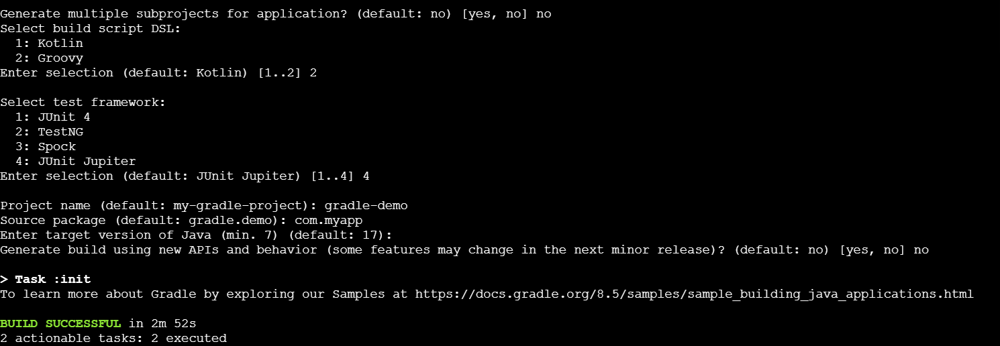 Generate multiple subprojects for application? (default: no) [yes, no] no
Select build script DSL:
  1: Kotlin
  2: Groovy
Enter selection (default: Kotlin) [1..2] 2

Select test framework:
  1: JUnit 4
  2: TestNG
  3: Spock
  4: JUnit Jupiter
Enter selection (default: JUnit Jupiter) [1..4] 4

Project name (default: my-gradle-project): gradle-demo
Source package (default: gradle.demo): com.myapp
Enter target version of Java (min. 7) (default: 17):
Generate build using new APIs and behavior (some features may change in the next minor release)? (default: no) [yes, no] no

> Task :init
To learn more about Gradle by exploring our Samples at https://docs.gradle.org/8.5/samples/sample_building_java_applications.html

BUILD SUCCESSFUL in 2m 52s
2 actionable tasks: 2 executed